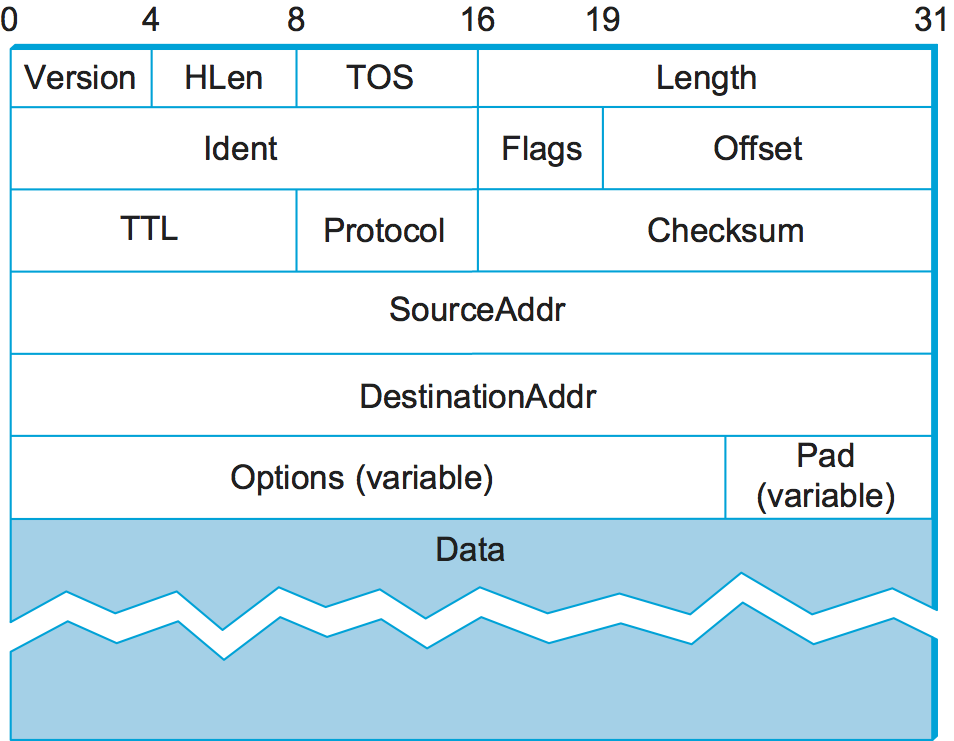 0 4 8 16 19 31
Version HLen TOS Length
Ident Flags Offset
TTL Protocol Checksum
SourceAddr
DestinationAddr
Options (variable) Pad
(variable)
Data